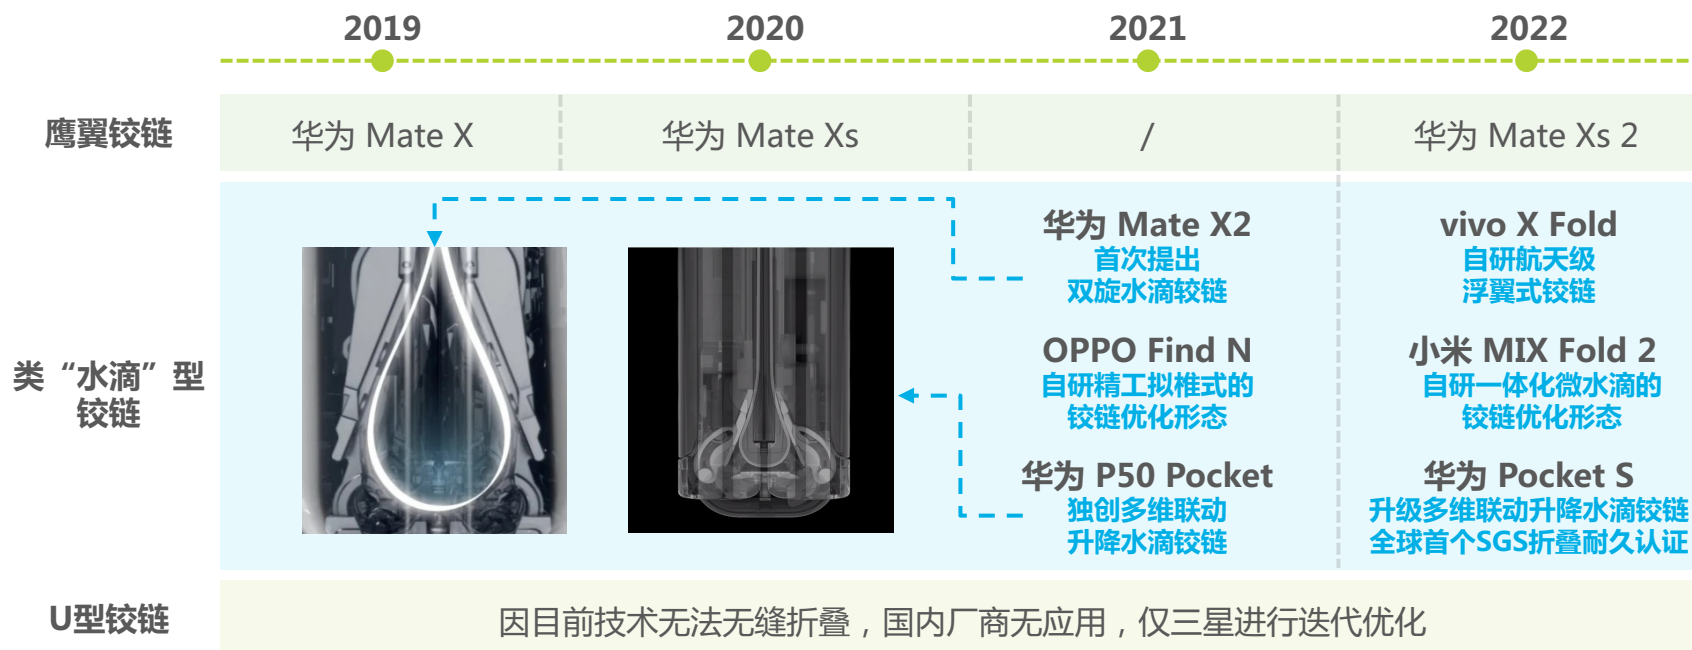 2019
2020
2021
2022
鹰翼铰链
华为 Mate X
华为 Mate Xs
/
华为 Mate Xs 2
类“水滴”型
铰链
华为 Mate X2
首次提出
双旋水滴较链
OPPO Find N
自研精工拟椎式的
铰链优化形态
华为 P50 Pocket
独创多维联动
升降水滴铰链
vivo X Fold
自研航天级
浮翼式铰链
小米 MIX Fold 2
自研一体化微水滴的
铰链优化形态
华为 Pocket S
升级多维联动升降水滴铰链
全球首个SGS折叠耐久认证
U型铰链
因目前技术无法无缝折叠，国内厂商无应用，仅三星进行迭代优化